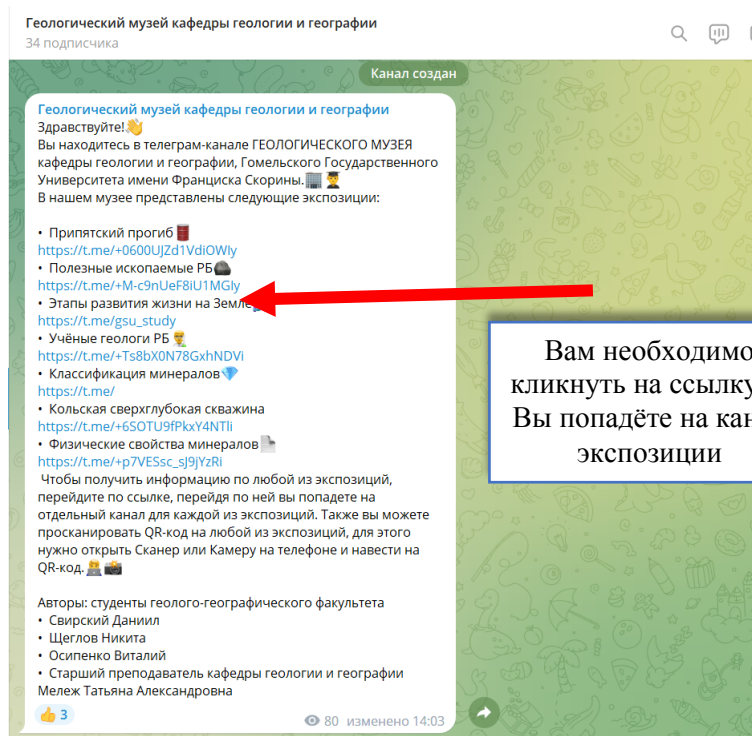 Геологический музей кафедры геологии и географии
34 подписчика
Канал создан
Геологический музей кафедры геологии и географии
Здравствуйте!
Вы находитесь в телеграм-канале ГЕОЛОГИЧЕСКОГО МУЗЕЯ
кафедры геологии и географии, Гомельского Государственного
Университета имени Франциска Скорины.
В нашем музее представлены следующие экспозиции:
• Припятский прогиб
https://t.me/+0600UJZd1VdiOWIy
• Полезные ископаемые РБ
https://t.me/+M-c9nUeF8iU1MGIy
• Этапы развития жизни на Земле
https://t.me/gsu_study
• Учёные геологи РБ
https://t.me/+Ts8bX0N78GxhNDVi
• Классификация минералов
https://t.me/
• Кольская сверхглубокая скважина
https://t.me/+6SOTU9fPkxY4NTli
• Физические свойства минералов
https://t.me/+p7VESsc_sJ9jYzRi
Чтобы получить информацию по любой из экспозиций,
перейдите по ссылке, перейдя по ней вы попадете на
отдельный канал для каждой из экспозиций. Также вы можете
просканировать QR-код на любой из экспозиций, для этого
нужно открыть Сканер или Камеру на телефоне и навести на
QR-код.
Авторы: студенты геолого-географического факультета
• Свирский Даниил
• Щеглов Никита
• Осипенко Виталий
• Старший преподаватель кафедры геологии и географии
Мележ Татьяна Александровна
3
80 изменено 14:03
Вам необходимо
кликнуть на ссылку
Вы попадёте на кан
экспозиции